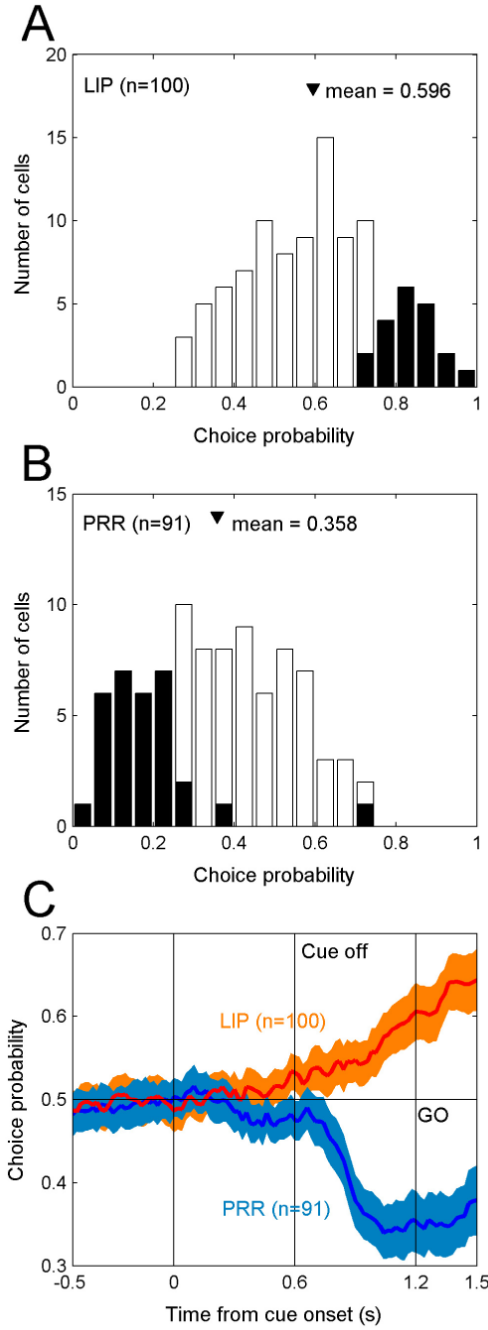 A
20
LIP (n=100)
▼ mean = 0.596
15
10
5
0
Number of cells
0 0.2 0.4 0.6 0.8 1
Choice probability
B
15
PRR (n=91)
▼ mean = 0.358
10
5
0
Number of cells
0 0.2 0.4 0.6 0.8 1
Choice probability
C
0.7
Cue off
0.6
LIP (n=100)
0.5
GO
0.4
PRR (n=91)
0.3
Choice probability
-0.5 0 0.6 1.2 1.5
Time from cue onset (s)